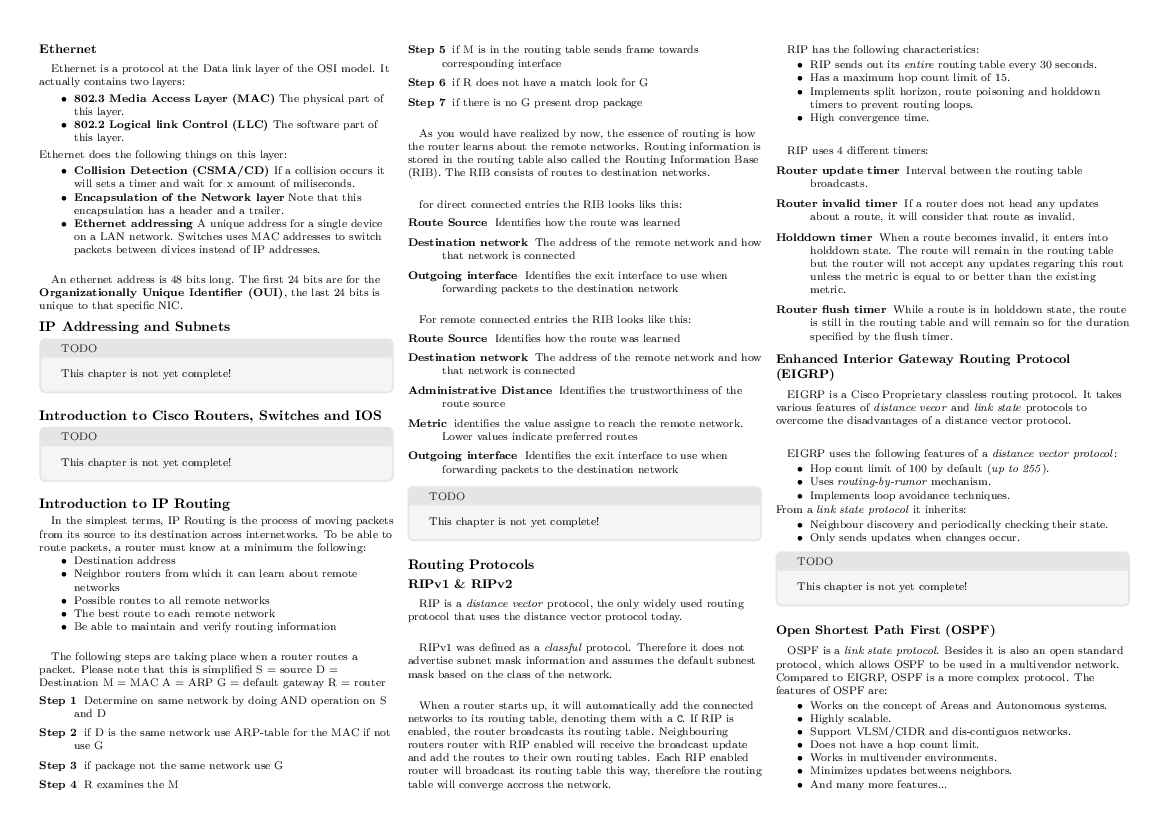 Ethernet
Ethernet is a protocol at the Data link layer of the OSI model. It
actually contains two layers:
• 802.3 Media Access Layer (MAC) The physical part of
this layer.
• 802.2 Logical link Control (LLC) The software part of
this layer.
Ethernet does the following things on this layer:
• Collision Detection (CSMA/CD) If a collision occurs it
will sets a timer and wait for x amount of miliseconds.
• Encapsulation of the Network layer Note that this
encapsulation has a header and a trailer.
• Ethernet addressing A unique address for a single device
on a LAN network. Switches uses MAC addresses to switch
packets between divices instead of IP addresses.
An ethernet address is 48 bits long. The first 24 bits are for the
Organizationally Unique Identifier (OUI), the last 24 bits is
unique to that specific NIC.
IP Addressing and Subnets
TODO
This chapter is not yet complete!
Introduction to Cisco Routers, Switches and IOS
TODO
This chapter is not yet complete!
Introduction to IP Routing
In the simplest terms, IP Routing is the process of moving packets
from its source to its destination across internetworks. To be able to
route packets, a router must know at a minimum the following:
• Destination address
• Neighbor routers from which it can learn about remote
networks
• Possible routes to all remote networks
• The best route to each remote network
• Be able to maintain and verify routing information
The following steps are taking place when a router routes a
packet. Please note that this is simplified S = source D =
Destination M = MAC A = ARP G = default gateway R = router
Step 1 Determine on same network by doing AND operation on S
and D
Step 2 if D is the same network use ARP-table for the MAC if not
use G
Step 3 if package not the same network use G
Step 4 R examines the M
Step 5 if M is in the routing table sends frame towards
corresponding interface
Step 6 if R does not have a match look for G
Step 7 if there is no G present drop package
As you would have realized by now, the essence of routing is how
the router learns about the remote networks. Routing information is
stored in the routing table also called the Routing Information Base
(RIB). The RIB consists of routes to destination networks.
for direct connected entries the RIB looks liks this:
Route Source Identifies how the route was learned
Destination network The address of the remote network and how
that network is connected
Outgoing interface Identifies the exit interface to use when
forwarding packets to the destination network
For remote connected entries the RIB looks like this:
Route Source Identifies how the route was learned
Destination network The address of the remote network and how
that network is connected
Administrative Distance Identifies the trustworthiness of the
route source
Metric identifies the value assigne to reach the remote network.
Lower values indicate preferred routes
Outgoing interface Identifies the exit interface to use when
forwarding packets to the destination network
TODO
This chapter is not yet complete!
Routing Protocols
RIPv1 & RIPv2
RIP is a distance vector protocol, the only widely used routing
protocol that uses the distance vector protocol today.
RIPv1 was defined as a classful protocol. Therefore it does not
advertise subnet mask information and assumes the default subnest
mask based on the class of the network.
When a router starts up, it will automatically add the connected
networks to its routing table, denoting them with a C. If RIP is
enabled, the router broadcasts its routing table. Neighbouring
routers router with RIP enabled will receive the broadcast update
and add the routes to their own routing tables. Each RIP enabled
router will broadcast its routing table this way, therefore the routing
table will converge accross the network.
RIP has the following characteristics:
• RIP sends out its entire routing table every 30 seconds.
• Has a maximum hop count limit of 15.
• Implements split horizon, route poisoning and holddown
timers to prevent routing loops.
• High convergence time.
RIP uses 4 different timers:
Router update timer Interval between the routing table
broadcasts.
Router invalid timer If a router does not head any updates
about a route, it will consider that route as invalid.
Holddown timer When a route becomes invalid, it enters into
holddown state. The route will remain in the routing table
but the router will not accept any updates regaring this rout
unless the metric is equal to or better than the existing
metric.
Router flush timer While a route is in holddown state, the route
is still in the routing table and will remain so for the duration
specified by the flush timer.
Enhanced Interior Gateway Routing Protocol
(EIGRP)
EIGRP is a Cisco Proprietary classless routing protocol. It takes
various features of distance vecor and link state protocols to
overcome the disadvantages of a distance vector protocol.
EIGRP uses the following features of a distance vector protocol:
• Hop count limit of 100 by default (up to 255).
• Uses routing-by-rumor mechanism.
• Implements loop avoidance techniques.
From a link state protocol it inherits:
• Neighbour discovery and periodically checking their state.
• Only sends updates when changes occur.
TODO
This chapter is not yet complete!
Open Shortest Path First (OSPF)
OSPF is a link state protocol. Besides it is also an open standard
protocol, which allows OSPF to be used in a multivendor network.
Compared to EIGRP, OSPF is a more complex protocol. The
features of OSPF are:
• Works on the concept of Areas and Autonomous systems.
• Highly scalable.
• Support VLSM/CIDR and dis-contiguos networks.
• Does not have a hop count limit.
• Works in multivender environments.
• Minimizes updates betweens neighbors.
• And many more features...